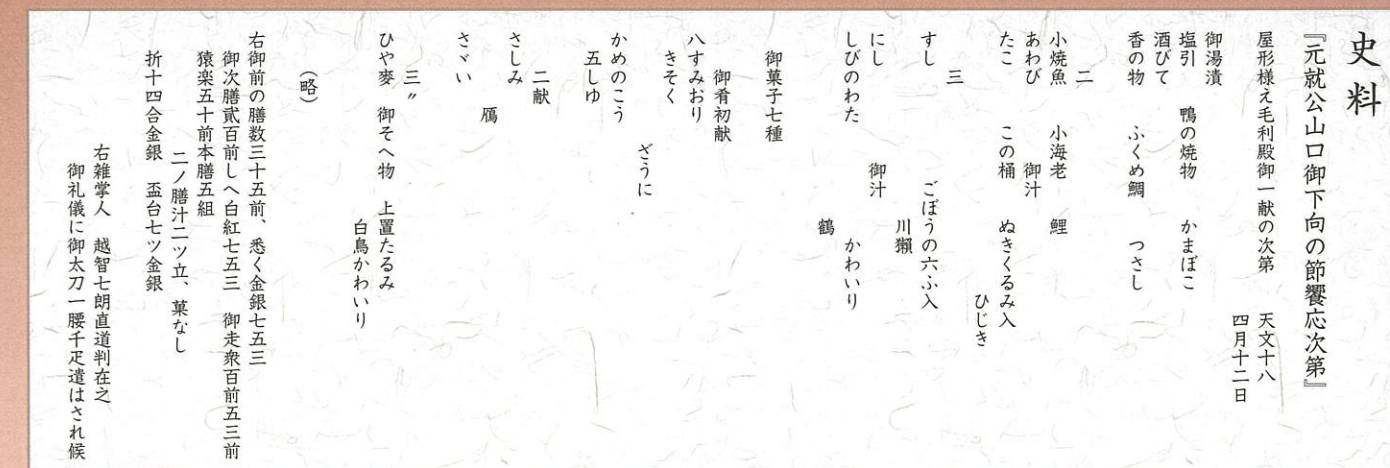 史料
『元就公山口御下向の節饗応次第』
屋形様え毛利殿御一献の次第　天文十八
四月十二日
御湯漬
塩引　鴨の焼物　かまぼこ
酒びて
香の物　ふくめ鯛　つさし
二
小焼魚　小海老　鯉
あわび　御汁
たこ　この桶　ぬきくるみ入
ひじき
三
すし　ごぼうの六ふ入
川獺
にし　御汁
しびのわた　かわいり
鶴
御菓子七種
御肴初献
八すみおり
きそく
ざうに
かめのこう
五しゆ
二献
さしみ
鴈
さゞい
三〃
ひや麥　御そへ物　上置たるみ
白鳥かわいり
（略）
右御前の膳数三十五前、悉く金銀七五三
御次膳貳百前しへ白紅七五三　御走衆百前五三前
猿楽五十前本膳五組
二ノ膳汁二ツ立、菓なし
折十四合金銀　盃台七ツ金銀
右雑掌人　越智七朗直道判在之
御礼儀に御太刀一腰千疋遣はされ候